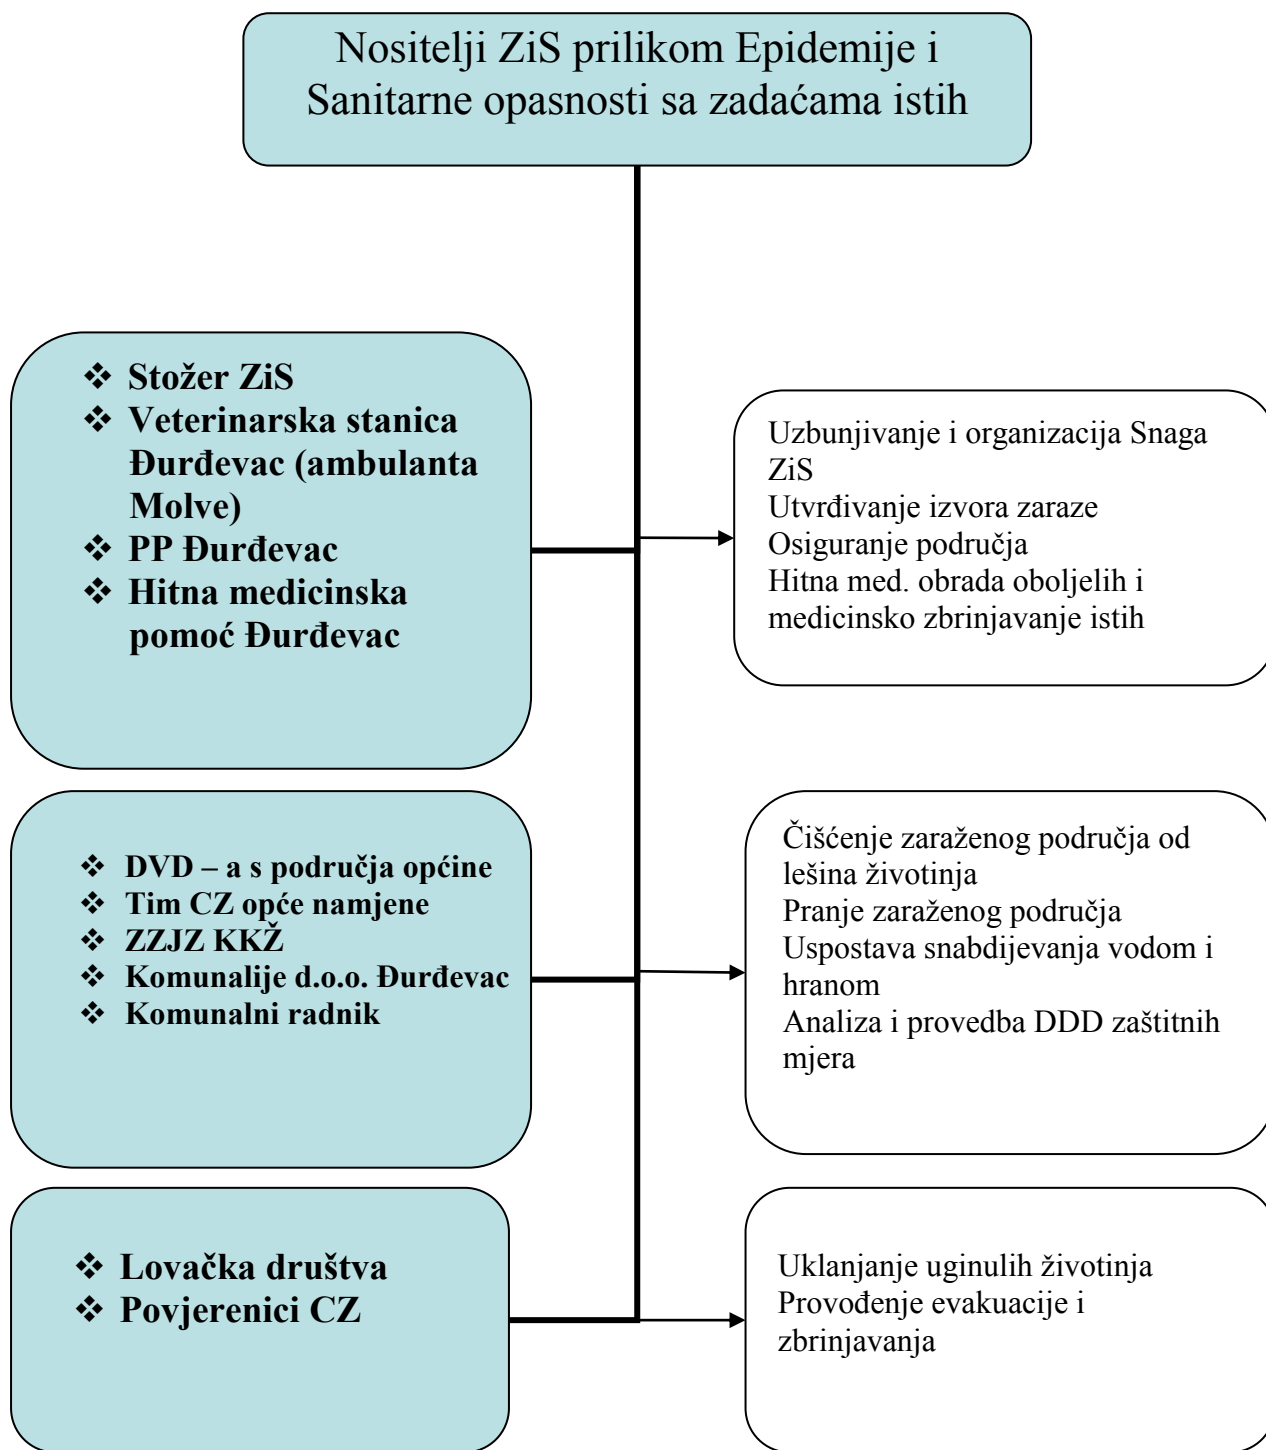 Nositelji ZiS prilikom Epidemije i
Sanitarne opasnosti sa zadaćama istih
❖ Stožer ZiS
❖ Veterinarska stanica
Đurđevac (ambulanta
Molve)
❖ PP Đurđevac
❖ Hitna medicinska
pomoć Đurđevac
Uzbunjivanje i organizacija Snaga
ZiS
Utvrđivanje izvora zaraze
Osiguranje područja
Hitna med. obrada oboljelih i
medicinsko zbrinjavanje istih
❖ DVD – a s područja općine
❖ Tim CZ opće namjene
❖ ZZJZ KKŽ
❖ Komunalije d.o.o. Đurđevac
❖ Komunalni radnik
Čišćenje zaraženog područja od
lešina životinja
Pranje zaraženog područja
Uspostava snabdijevanja vodom i
hranom
Analiza i provedba DDD zaštitnih
mjera
❖ Lovačka društva
❖ Povjerenici CZ
Uklanjanje uginulih životinja
Provođenje evakuacije i
zbrinjavanja